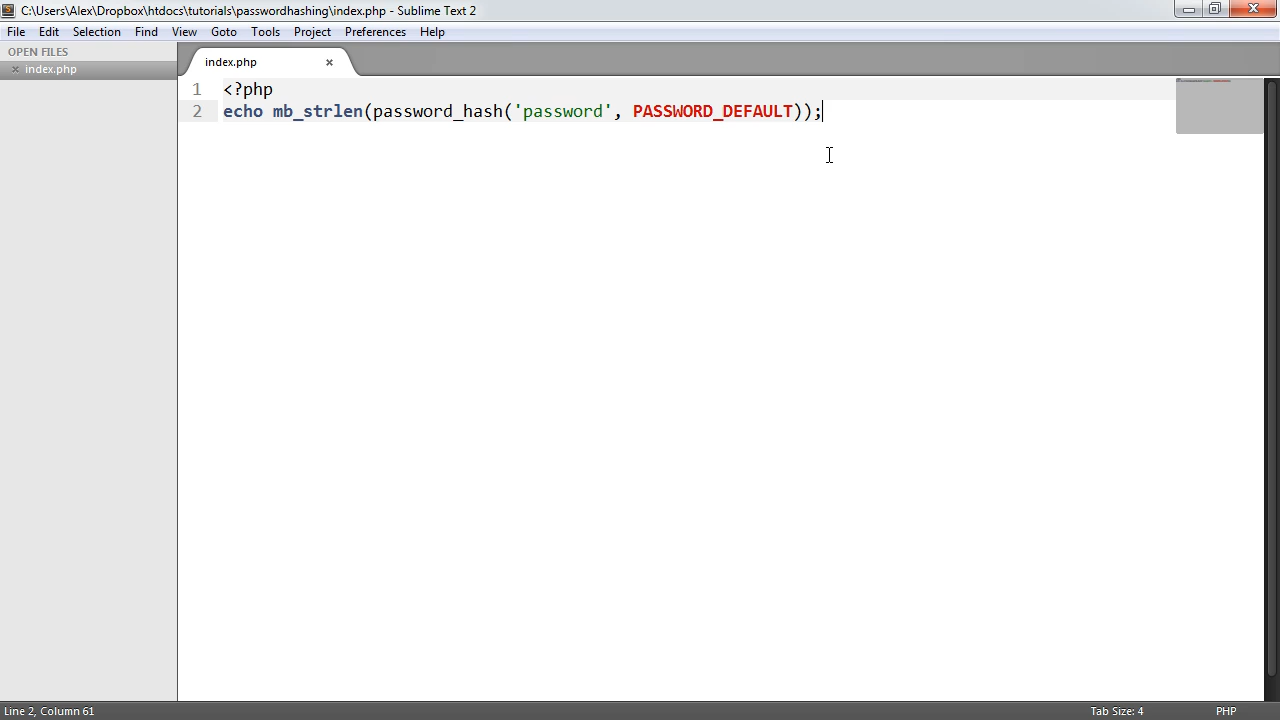 C:\Users\Alex\Dropbox\htdocs\tutorials\passwordhashing\index.php - Sublime Text 2
File Edit Selection Find View Goto Tools Project Preferences Help
OPEN FILES
index.php
index.php
1 <?php
2 echo mb_strlen(password_hash('password', PASSWORD_DEFAULT));
Line 2, Column 61
Tab Size: 4
PHP